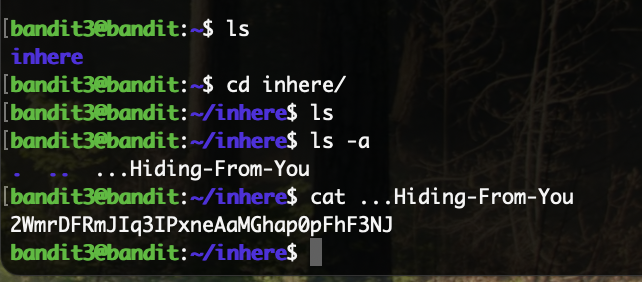 [bandit3@bandit:~$ ls
inhere
[bandit3@bandit:~$ cd inhere/
[bandit3@bandit:~/inhere$ ls
[bandit3@bandit:~/inhere$ ls -a
. .. ...Hiding-From-You
[bandit3@bandit:~/inhere$ cat ...Hiding-From-You
2WmrDFRmJIq3IPxneAaMGhap0pFhF3NJ
bandit3@bandit:~/inhere$